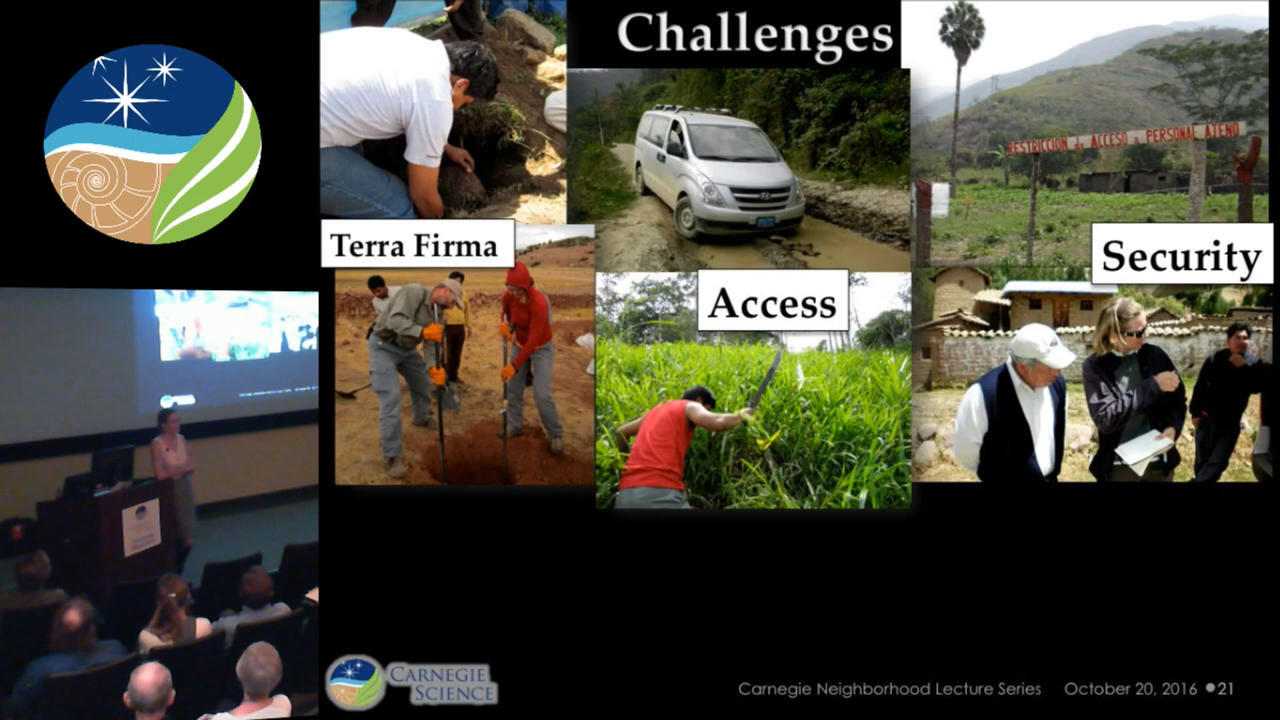 Challenges
RESTRICCION de ACCESO a PERSONAL AJENO
Terra Firma
Security
Access
CARNEGIE
SCIENCE
Carnegie Neighborhood Lecture Series October 20, 2016 • 21